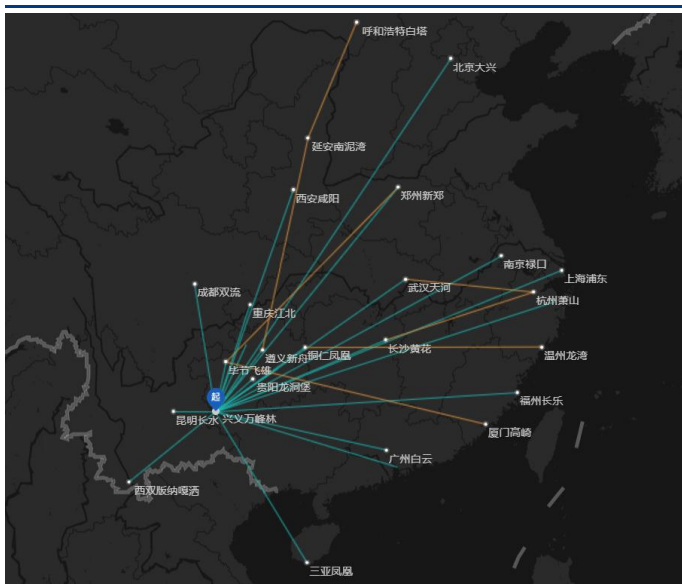 呼和浩特白塔
北京大兴
延安南泥湾
西安咸阳
郑州新郑
南京禄口
上海浦东
成都双流
武汉天河
杭州萧山
重庆江北
长沙黄花
遵义新舟
铜仁凤凰
温州龙湾
毕节飞雄
贵阳龙洞堡
起
福州长乐
昆明长水
兴义万峰林
厦门高崎
广州白云
西双版纳嘎洒
三亚凤凰